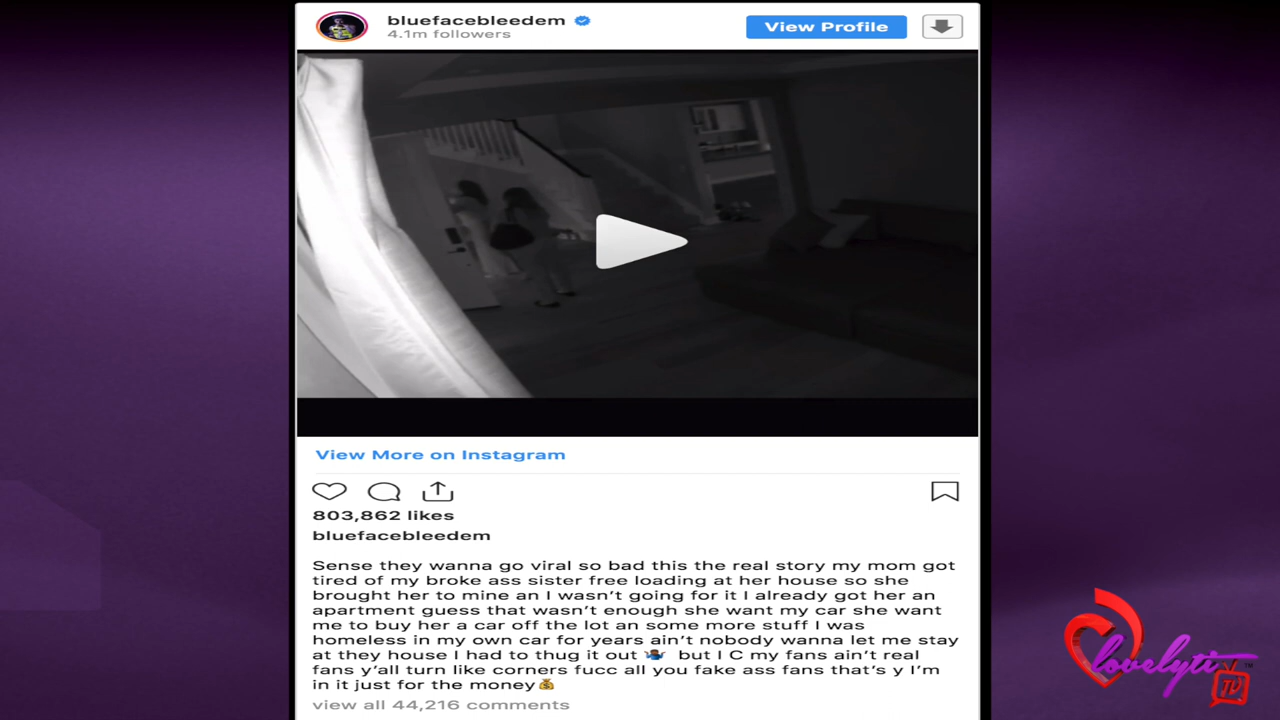 bluefacebleedem
4.1m followers
View Profile
View More on Instagram
803,862 likes
bluefacebleedem
Sense they wanna go viral so bad this the real story my mom got
tired of my broke ass sister free loading at her house so she
brought her to mine an I wasn't going for it I already got her an
apartment guess that wasn't enough she want my car she want
me to buy her a car off the lot an some more stuff I was
homeless in my own car for years ain't nobody wanna let me stay
at they house I had to thug it out 🤷🏾‍♂️ but I C my fans ain't real
fans y'all turn like corners fucc all you fake ass fans that's y I'm
in it just for the money💰
view all 44,216 comments
lovelyti
TV
™